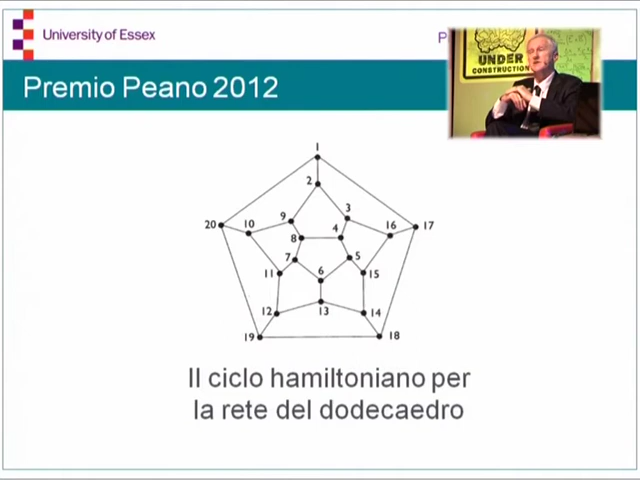 University of Essex
P
UNDER
CONSTRUCTION
Premio Peano 2012
1
2
3
9
20
10
4
16
17
8
7
5
6
11
15
12
13
14
19
18
Il ciclo hamiltoniano per
la rete del dodecaedro